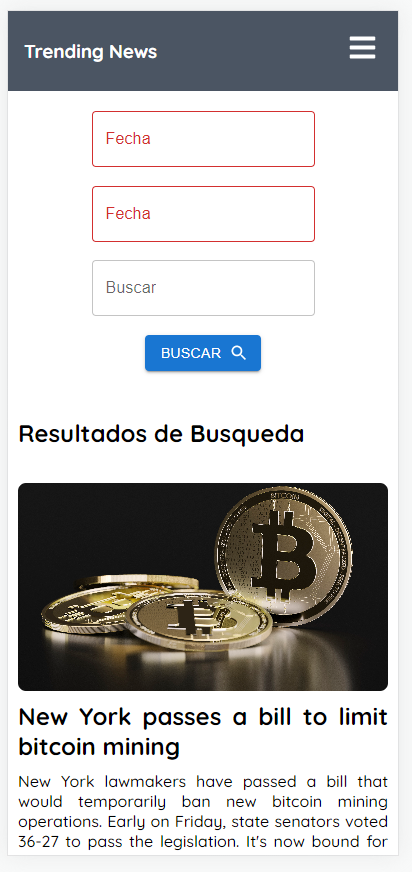 Trending News
Fecha
Fecha
Buscar
BUSCAR
Resultados de Busqueda
BITCOIN
New York passes a bill to limit
bitcoin mining
New York lawmakers have passed a bill that
would temporarily ban new bitcoin mining
operations. Early on Friday, state senators voted
36-27 to pass the legislation. It's now bound for